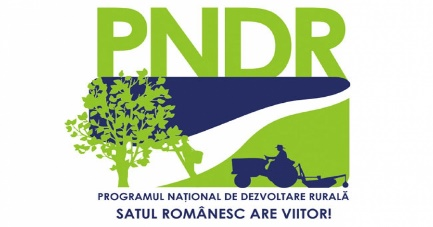 PNDR
PROGRAMUL NAȚIONAL DE DEZVOLTARE RURALĂ
SATUL ROMÂNESC ARE VIITOR!